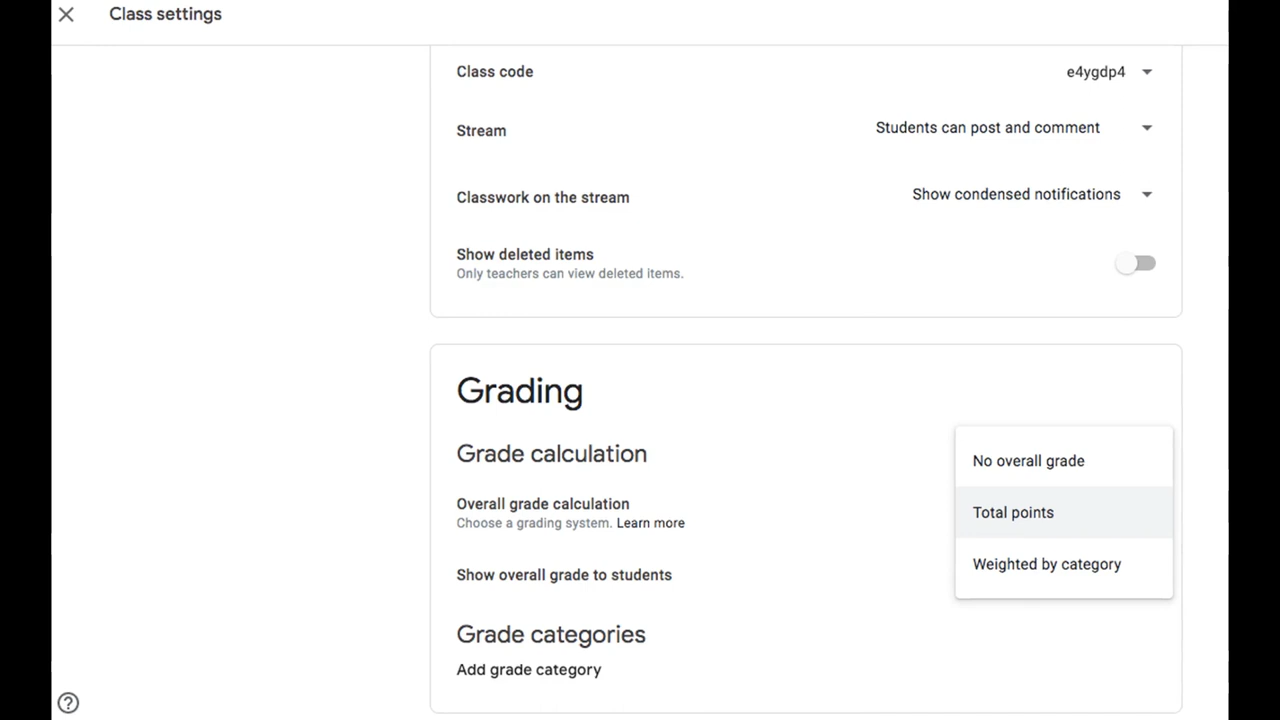 Class settings
Class code
e4ygdp4
Stream
Students can post and comment
Classwork on the stream
Show condensed notifications
Show deleted items
Only teachers can view deleted items.
Grading
Grade calculation
No overall grade
Overall grade calculation
Choose a grading system. Learn more
Total points
Show overall grade to students
Weighted by category
Grade categories
Add grade category